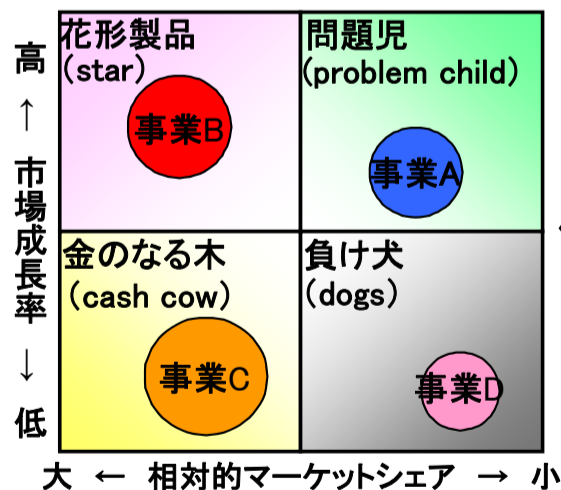 花形製品
(star)
事業B
問題児
(problem child)
事業A
金のなる木
(cash cow)
事業C
負け犬
(dogs)
事業D
高 ↑ 市場成長率 ↓ 低
大 ← 相対的マーケットシェア → 小